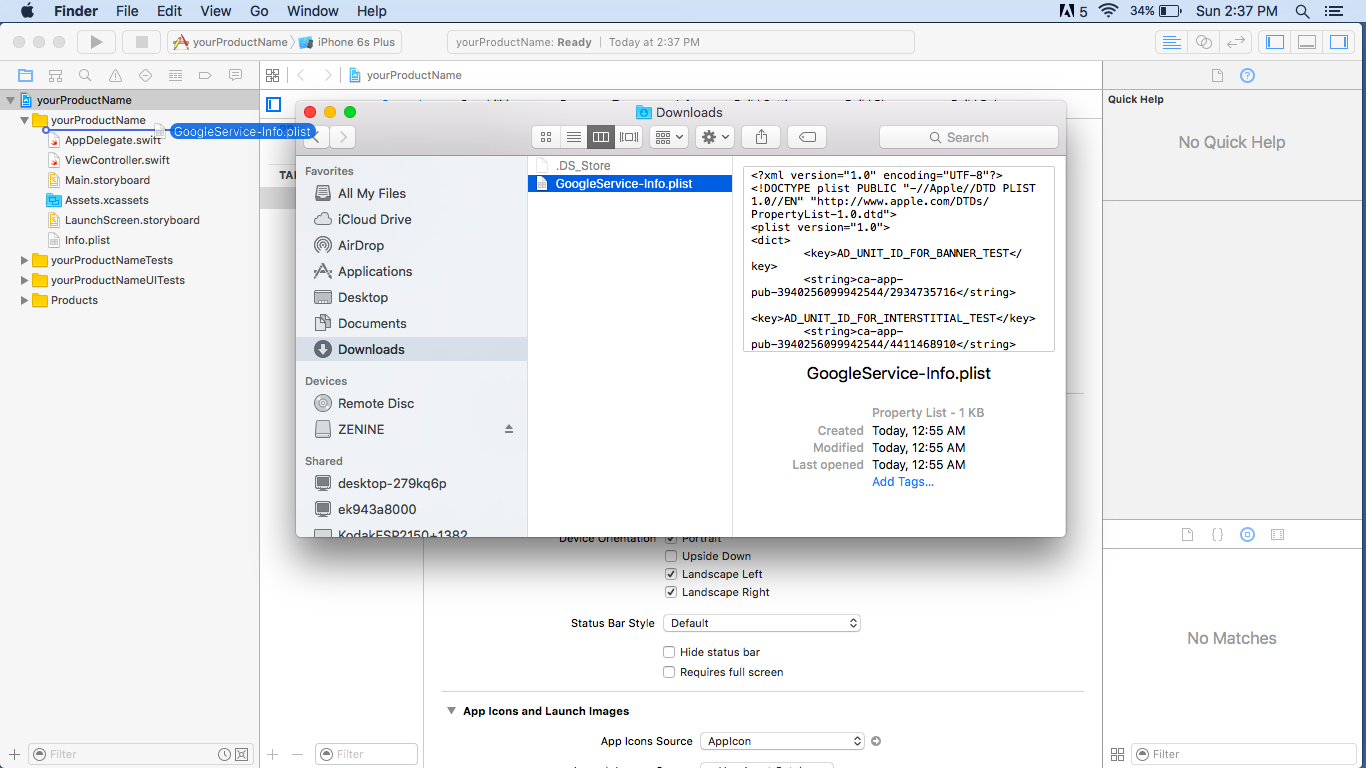 Finder File Edit View Go Window Help 5 34% Sun 2:37 PM
yourProductName iPhone 6s Plus yourProductName: Ready Today at 2:37 PM
yourProductName
yourProductName
yourProductName
GoogleService-Info.plist
AppDelegate.swift
ViewController.swift
Main.storyboard
Assets.xcassets
LaunchScreen.storyboard
Info.plist
yourProductNameTests
yourProductNameUITests
Products
Filter
Downloads
Search
Favorites
All My Files
iCloud Drive
AirDrop
Applications
Desktop
Documents
Downloads
Devices
Remote Disc
ZENINE
Shared
desktop-279kq6p
ek943a8000
KodakESP2150+1382
.DS_Store
GoogleService-Info.plist
<?xml version="1.0" encoding="UTF-8"?>
<!DOCTYPE plist PUBLIC "-//Apple//DTD PLIST
1.0//EN" "http://www.apple.com/DTDs/
PropertyList-1.0.dtd">
<plist version="1.0">
<dict>
<key>AD_UNIT_ID_FOR_BANNER_TEST</
key>
<string>ca-app-
pub-3940256099942544/2934735716</string>
<key>AD_UNIT_ID_FOR_INTERSTITIAL_TEST</key>
<string>ca-app-
pub-3940256099942544/4411468910</string>
GoogleService-Info.plist
Property List - 1 KB
Created Today, 12:55 AM
Modified Today, 12:55 AM
Last opened Today, 12:55 AM
Add Tags...
Device Orientation Portrait
Upside Down
Landscape Left
Landscape Right
Status Bar Style Default
Hide status bar
Requires full screen
App Icons and Launch Images
App Icons Source AppIcon
Filter
Quick Help
No Quick Help
No Matches
Filter